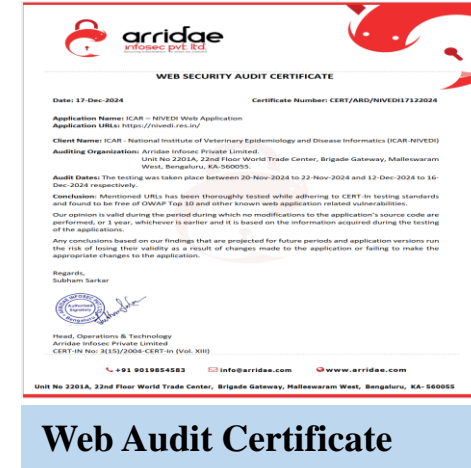 arridae
infosec pvt. ltd.
WEB SECURITY AUDIT CERTIFICATE
Date: 17-Dec-2024 Certificate Number: CERT/ARD/NIVEDI17122024
Application Name: ICAR – NIVEDI Web Application
Application URLs: https://nivedi.res.in/
Client Name: ICAR - National Institute of Veterinary Epidemiology and Disease Informatics (ICAR-NIVEDI)
Auditing Organization: Arridae Infosec Private Limited.
Unit No 2201A, 22nd Floor World Trade Center, Brigade Gateway, Malleswaram
West, Bengaluru, KA-560055.
Audit Dates: The testing was taken place between 20-Nov-2024 to 22-Nov-2024 and 12-Dec-2024 to 16-
Dec-2024 respectively.
Conclusion: Mentioned URLs has been thoroughly tested while adhering to CERT-In testing standards
and found to be free of OWAP Top 10 and other known web application related vulnerabilities.
Our opinion is valid during the period during which no modifications to the application's source code are
performed, or 1 year, whichever is earlier and it is based on the information acquired during the testing
of the applications.
Any conclusions based on our findings that are projected for future periods and application versions run
the risk of losing their validity as a result of changes made to the application or failing to make the
appropriate changes to the application.
Regards,
Subham Sarkar
ARRIDAE INFOSEC PVT LTD
Authorised
Signatory
Bengaluru
Head, Operations & Technology
Arridae Infosec Private Limited
CERT-IN No: 3(15)/2004-CERT-In (Vol. XIII)
+91 9019854583 info@arridae.com www.arridae.com
Unit No 2201A, 22nd Floor World Trade Center, Brigade Gateway, Malleswaram West, Bengaluru, KA- 560055
Web Audit Certificate